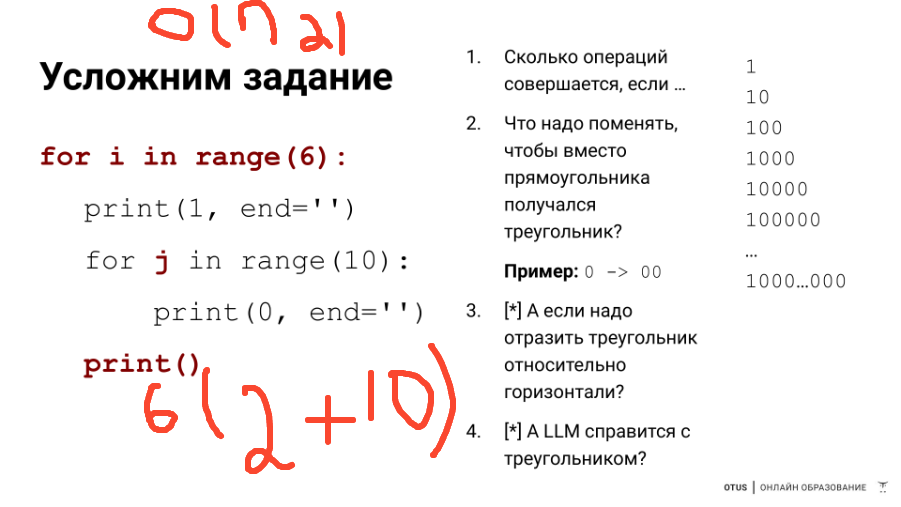 O(n 2)
Усложним задание
for i in range(6):
print(1, end='')
for j in range(10):
print(0, end='')
print()
6(2+10)
1. Сколько операций
совершается, если …
2. Что надо поменять,
чтобы вместо
прямоугольника
получался
треугольник?
Пример: 0 -> 00
3. [*] А если надо
отразить треугольник
относительно
горизонтали?
4. [*] А LLM справится с
треугольником?
1
10
100
1000
10000
100000
…
1000…000
OTUS | ОНЛАЙН ОБРАЗОВАНИЕ